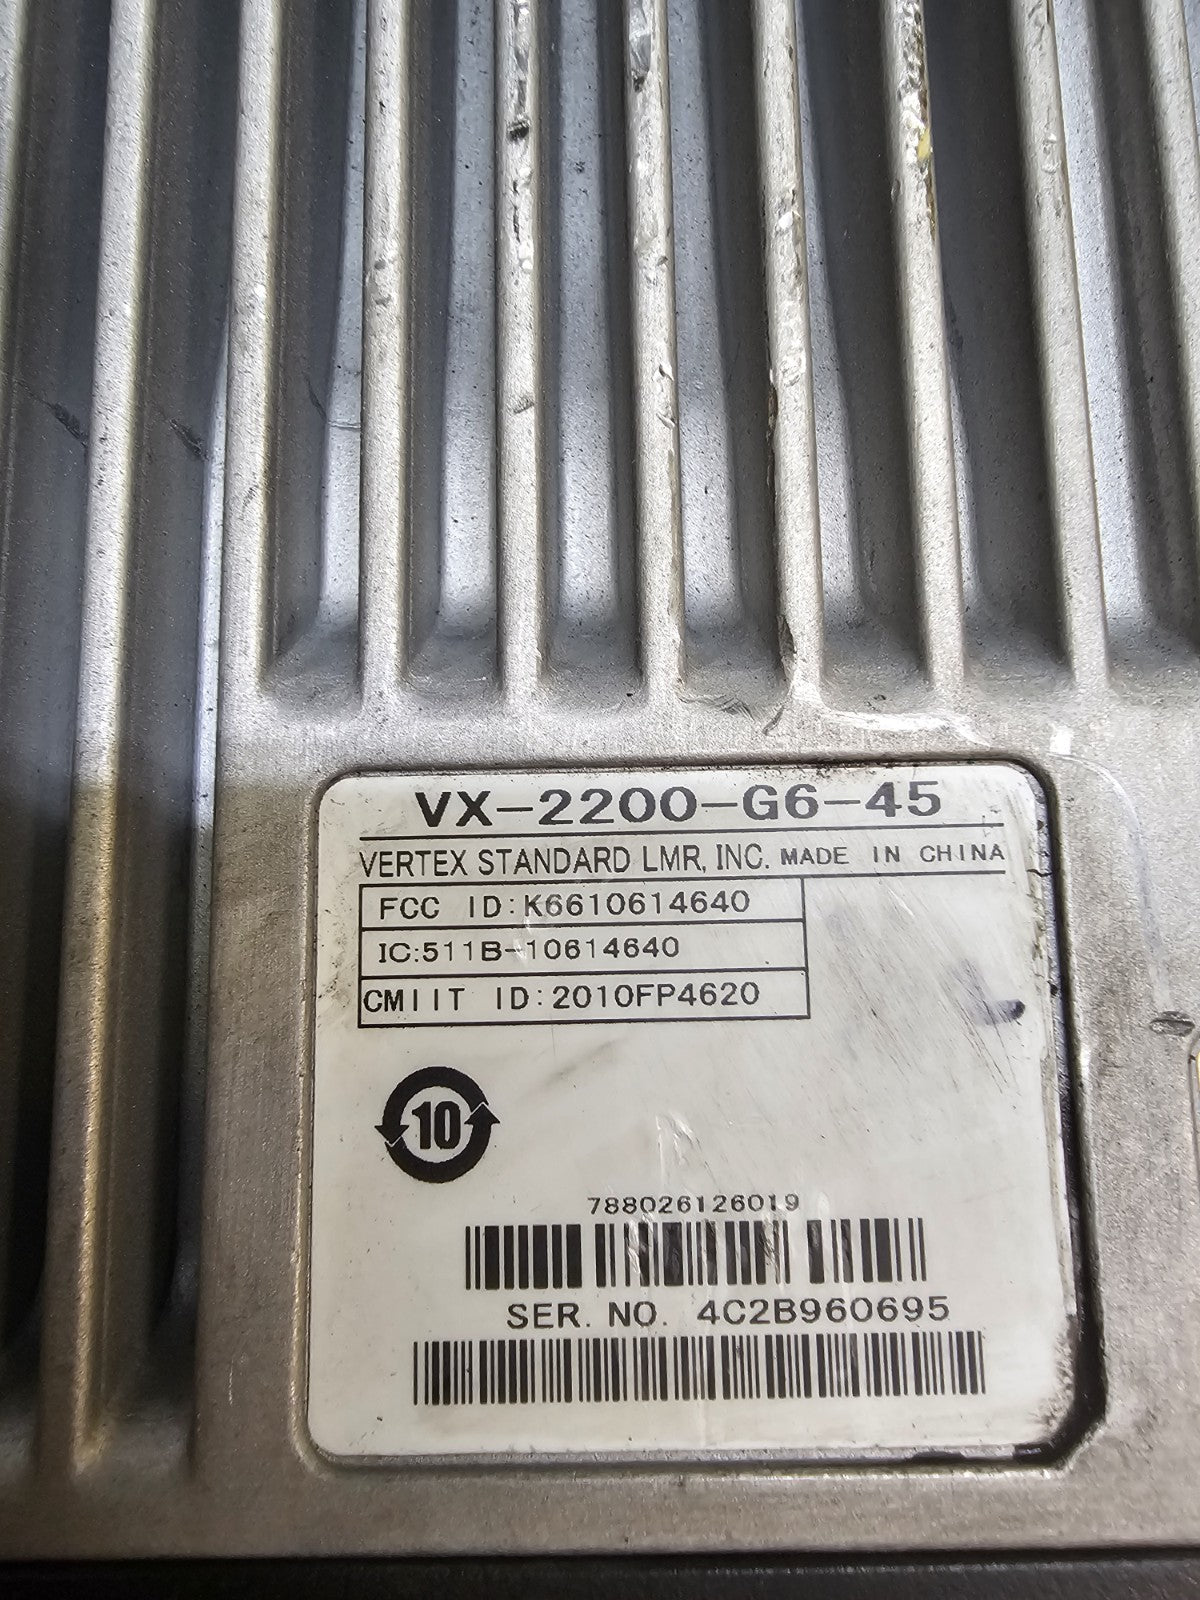 VX-2200-G6-45
VERTEX STANDARD LMR, INC. MADE IN CHINA
FCC ID:K6610614640
IC:511B-10614640
CMIIT ID:2010FP4620
10
788026126019
SER. NO. 4C2B960695